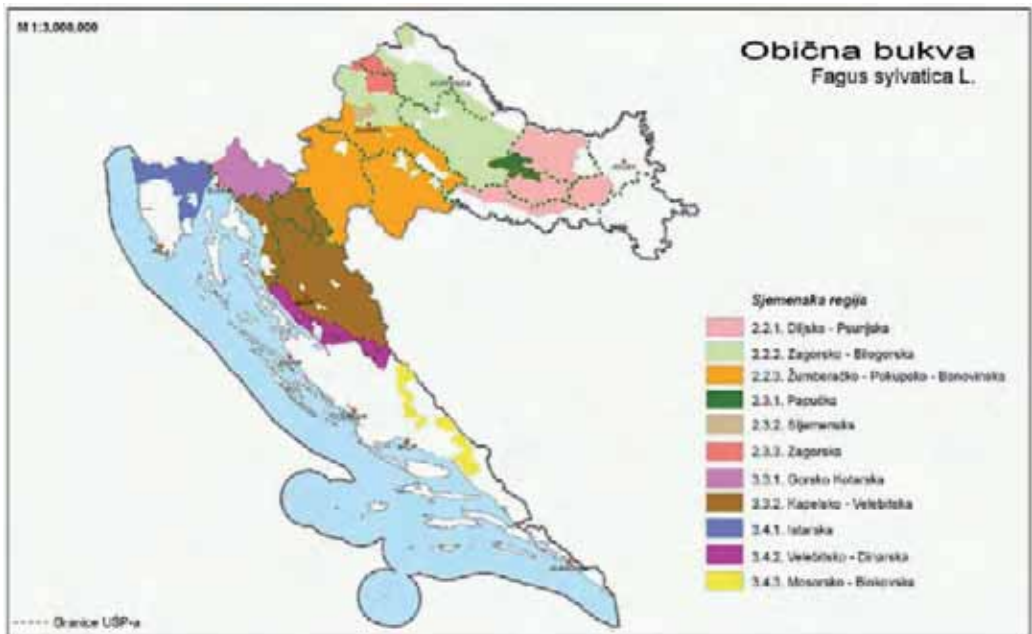 M 1:3.000.000
Obična bukva
Fagus sylvatica L.
Sjemenska regija
2.2.1. Diljsko - Psunjska
2.2.2. Zagorsko - Bilogorska
2.2.3. Žumberačko - Pokupsko - Banovinska
2.3.1. Papučka
2.3.2. Sljemenska
2.3.3. Zagorska
3.3.1. Gorsko Kotarska
3.3.2. Kapelsko - Velebitska
3.4.1. Istarska
3.4.2. Velebitsko - Dinarska
3.4.3. Mosorsko - Biokovska
Granice UŠP-a